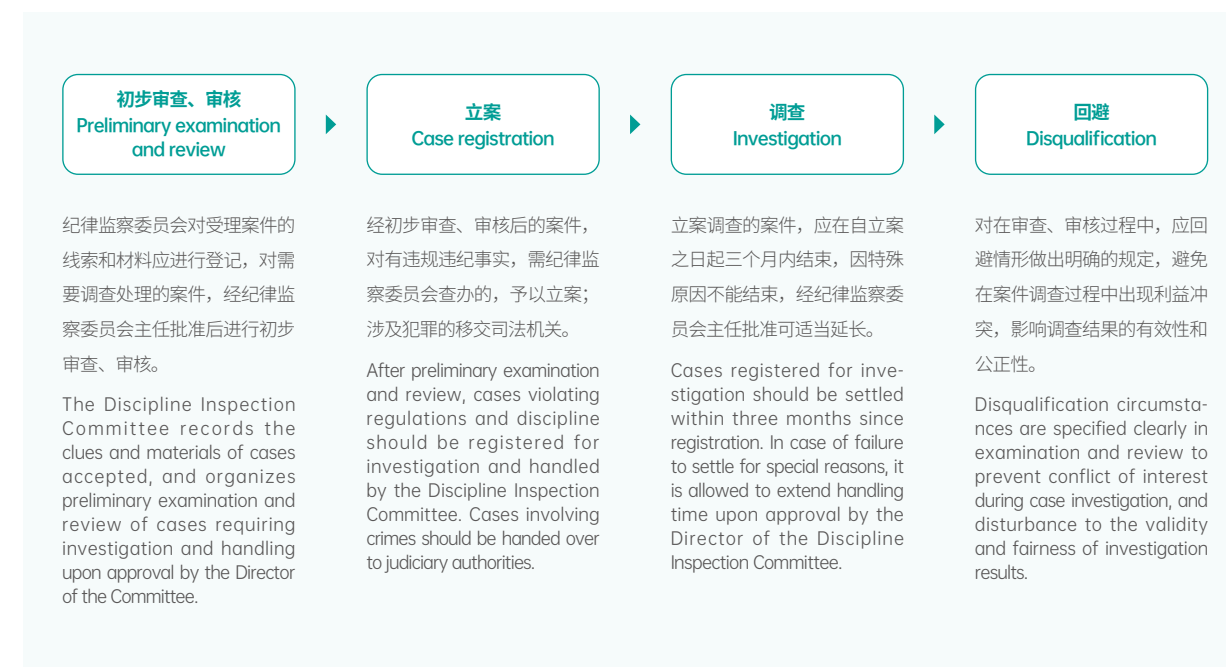 初步审查、审核
Preliminary examination
and review
纪律监察委员会对受理案件的
线索和材料应进行登记，对需
要调查处理的案件，经纪律监
察委员会主任批准后进行初步
审查、审核。
The Discipline Inspection
Committee records the
clues and materials of cases
accepted, and organizes
preliminary examination and
review of cases requiring
investigation and handling
upon approval by the Director
of the Committee.
立案
Case registration
经初步审查、审核后的案件，
对有违规违纪事实，需纪律监
察委员会查办的，予以立案；
涉及犯罪的移交司法机关。
After preliminary examination
and review, cases violating
regulations and discipline
should be registered for
investigation and handled
by the Discipline Inspection
Committee. Cases involving
crimes should be handed over
to judiciary authorities.
调查
Investigation
立案调查的案件，应在自立案
之日起三个月内结束，因特殊
原因不能结束，经纪律监察委
员会主任批准可适当延长。
Cases registered for inve-
stigation should be settled
within three months since
registration. In case of failure
to settle for special reasons, it
is allowed to extend handling
time upon approval by the
Director of the Discipline
Inspection Committee.
回避
Disqualification
对在审查、审核过程中，应回
避情形做出明确的规定，避免
在案件调查过程中出现利益冲
突，影响调查结果的有效性和
公正性。
Disqualification circumsta-
nces are specified clearly in
examination and review to
prevent conflict of interest
during case investigation, and
disturbance to the validity
and fairness of investigation
results.